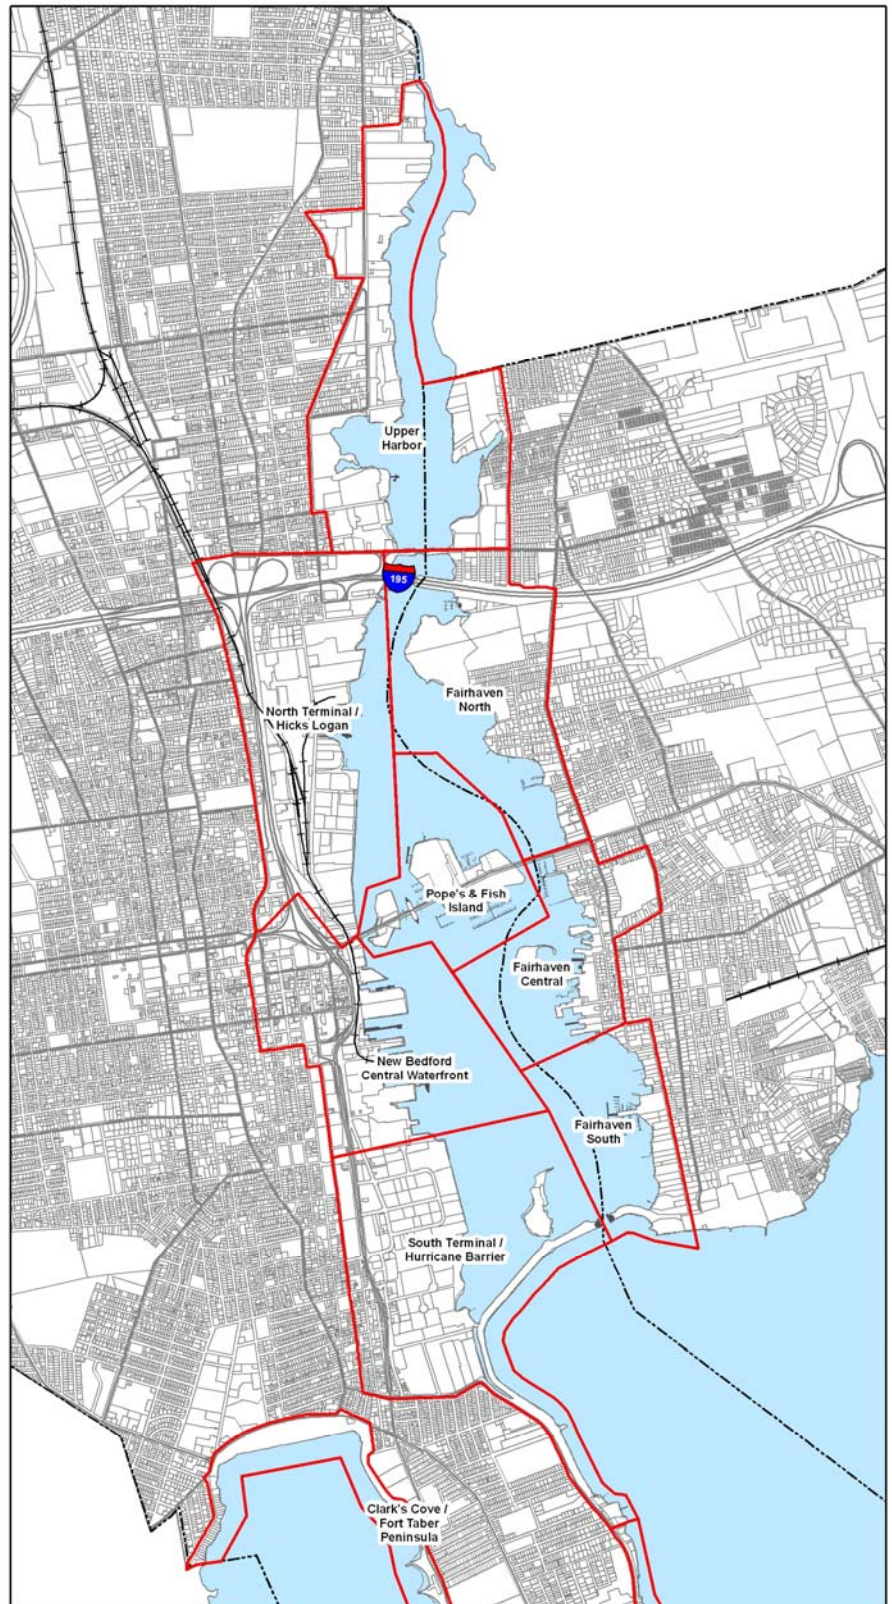 Upper
Harbor
195
Fairhaven
North
North Terminal /
Hicks Logan
Pope's & Fish
Island
Fairhaven
Central
New Bedford
Central Waterfront
Fairhaven
South
South Terminal /
Hurricane Barrier
Clark's Cove /
Fort Taber
Peninsula